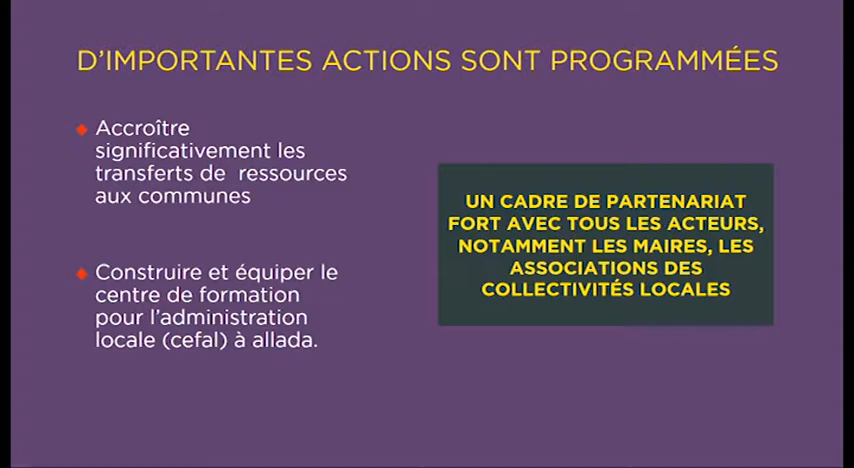 D'IMPORTANTES ACTIONS SONT PROGRAMMÉES
Accroître
significativement les
transferts de ressources
aux communes
Construire et équiper le
centre de formation
pour l'administration
locale (cefal) à allada.
UN CADRE DE PARTENARIAT
FORT AVEC TOUS LES ACTEURS,
NOTAMMENT LES MAIRES, LES
ASSOCIATIONS DES
COLLECTIVITÉS LOCALES